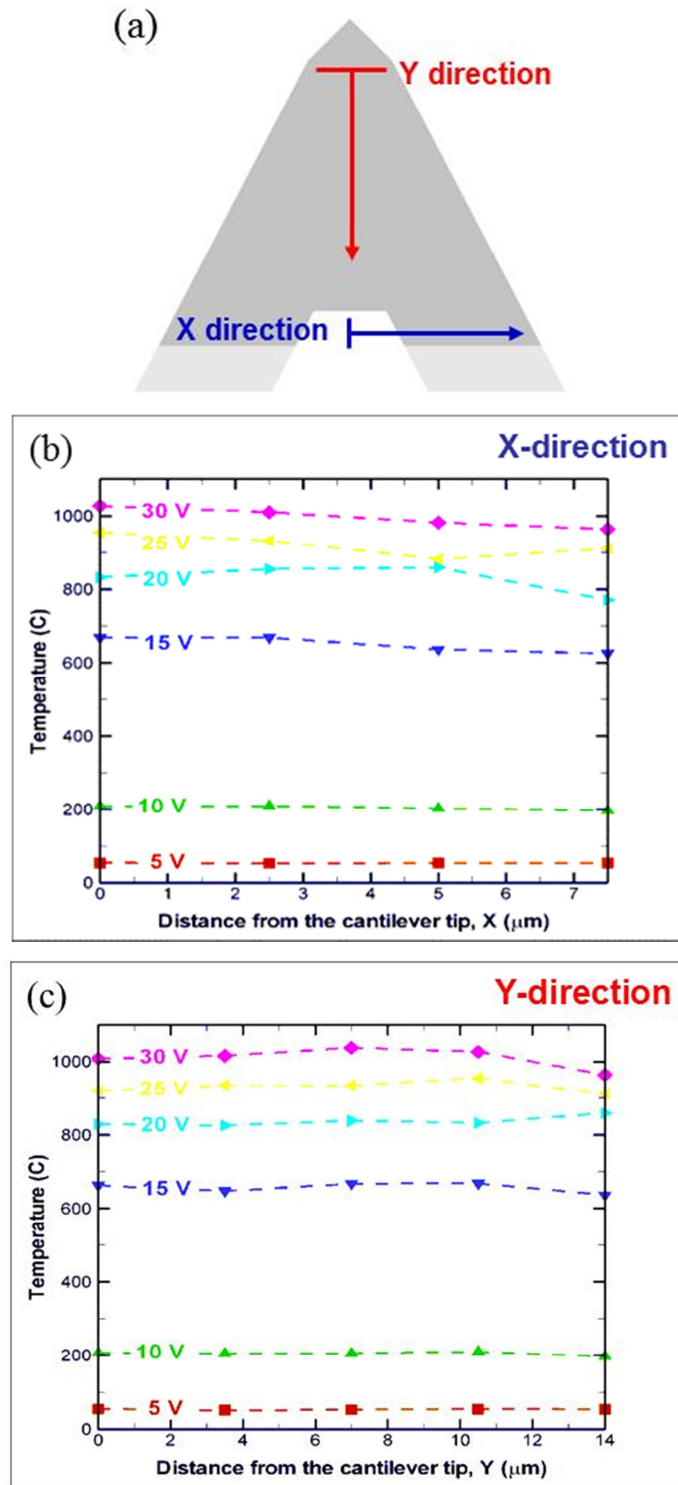 (a)
Y direction
X direction
(b)
X-direction
30 V
25 V
20 V
15 V
10 V
5 V
1000
800
600
400
200
0
Temperature (C)
0 1 2 3 4 5 6 7
Distance from the cantilever tip, X (μm)
(c)
Y-direction
30 V
25 V
20 V
15 V
10 V
5 V
1000
800
600
400
200
0
Temperature (C)
0 2 4 6 8 10 12 14
Distance from the cantilever tip, Y (μm)